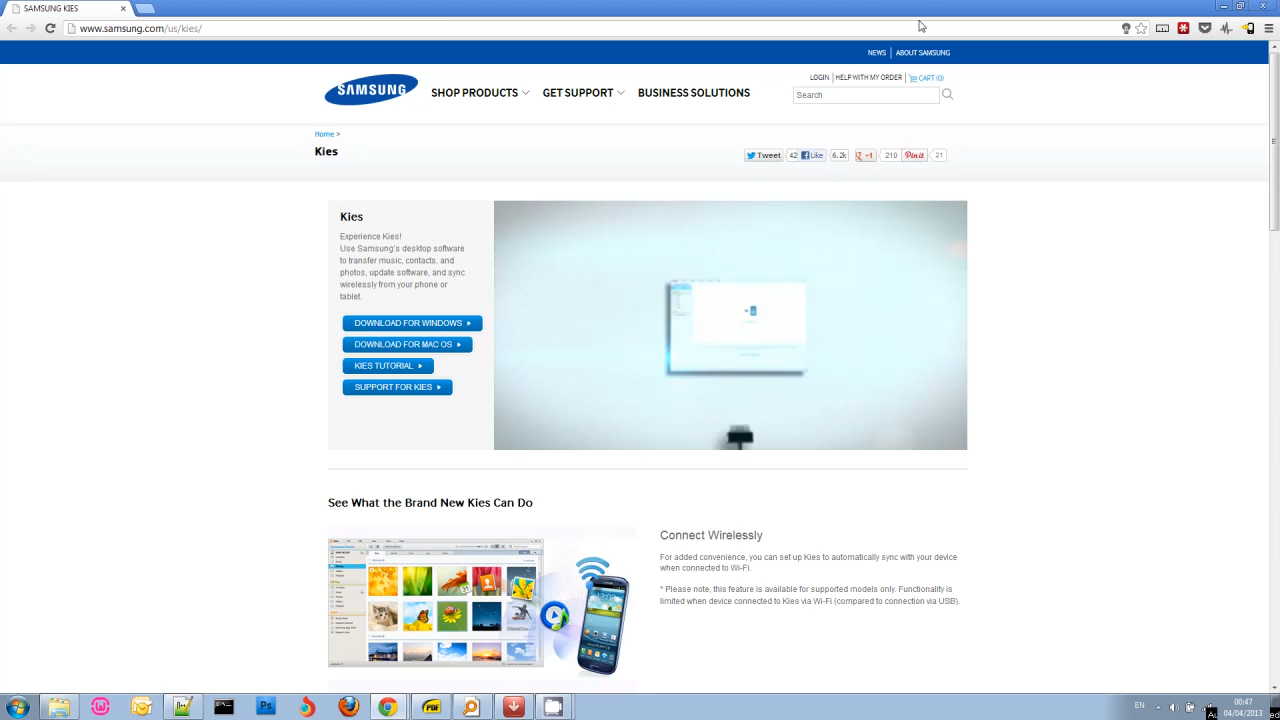 SAMSUNG KIES
www.samsung.com/us/kies/
NEWS ABOUT SAMSUNG
LOGIN HELP WITH MY ORDER CART (0)
SAMSUNG SHOP PRODUCTS GET SUPPORT BUSINESS SOLUTIONS
Search
Home >
Kies
Tweet 42 Like 6.2k +1 210 Pin it 21
Kies
Experience Kies!
Use Samsung's desktop software
to transfer music, contacts, and
photos, update software, and sync
wirelessly from your phone or
tablet.
DOWNLOAD FOR WINDOWS
DOWNLOAD FOR MAC OS
KIES TUTORIAL
SUPPORT FOR KIES
See What the Brand New Kies Can Do
Connect Wirelessly
For added convenience, you can set up Kies to automatically sync with your device
when connected to Wi-Fi.
* Please note, this feature is available for supported models only. Functionality is
limited when device connected to Kies via Wi-Fi (compared to connection via USB).
Ps
PDF
EN
00:47
04/04/2013